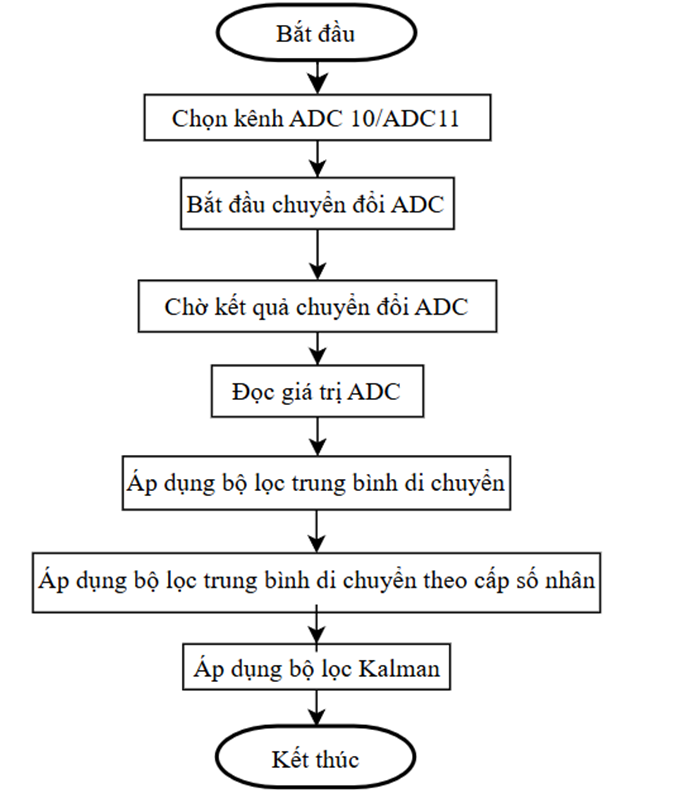 Bắt đầu
Chọn kênh ADC 10/ADC11
Bắt đầu chuyển đổi ADC
Chờ kết quả chuyển đổi ADC
Đọc giá trị ADC
Áp dụng bộ lọc trung bình di chuyển
Áp dụng bộ lọc trung bình di chuyển theo cấp số nhân
Áp dụng bộ lọc Kalman
Kết thúc